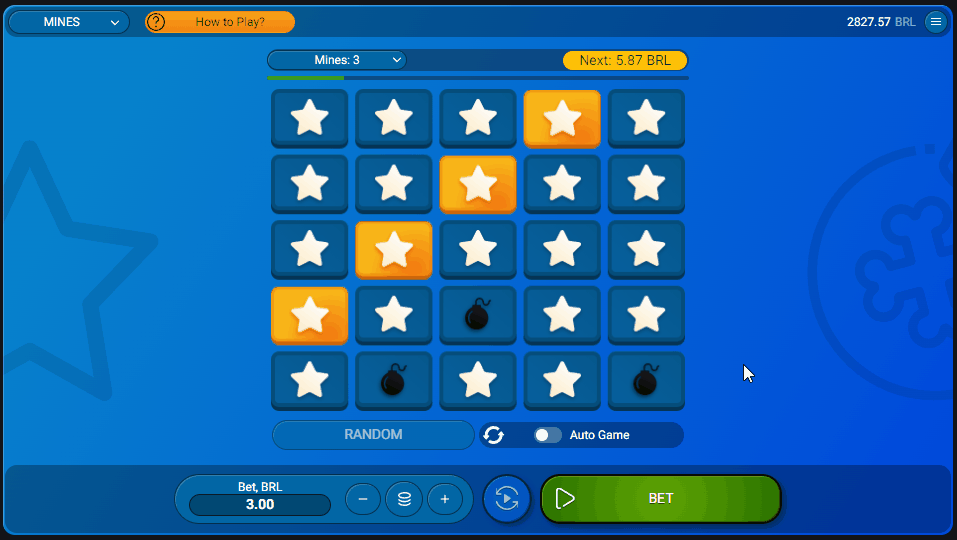 MINES
How to Play?
2827.57 BRL
Mines: 3
Next: 5.87 BRL
RANDOM
Auto Game
Bet, BRL
3.00
BET